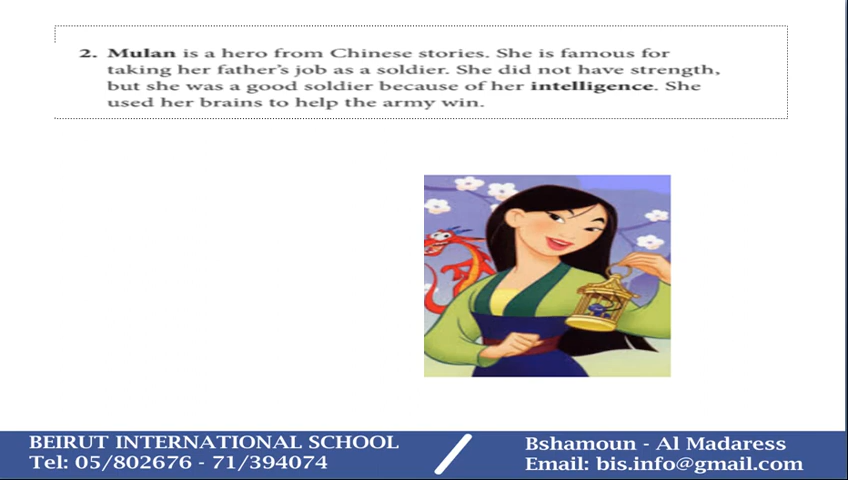 2. Mulan is a hero from Chinese stories. She is famous for
taking her father's job as a soldier. She did not have strength,
but she was a good soldier because of her intelligence. She
used her brains to help the army win.
BEIRUT INTERNATIONAL SCHOOL
Tel: 05/802676 - 71/394074
Bshamoun - Al Madaress
Email: bis.info@gmail.com